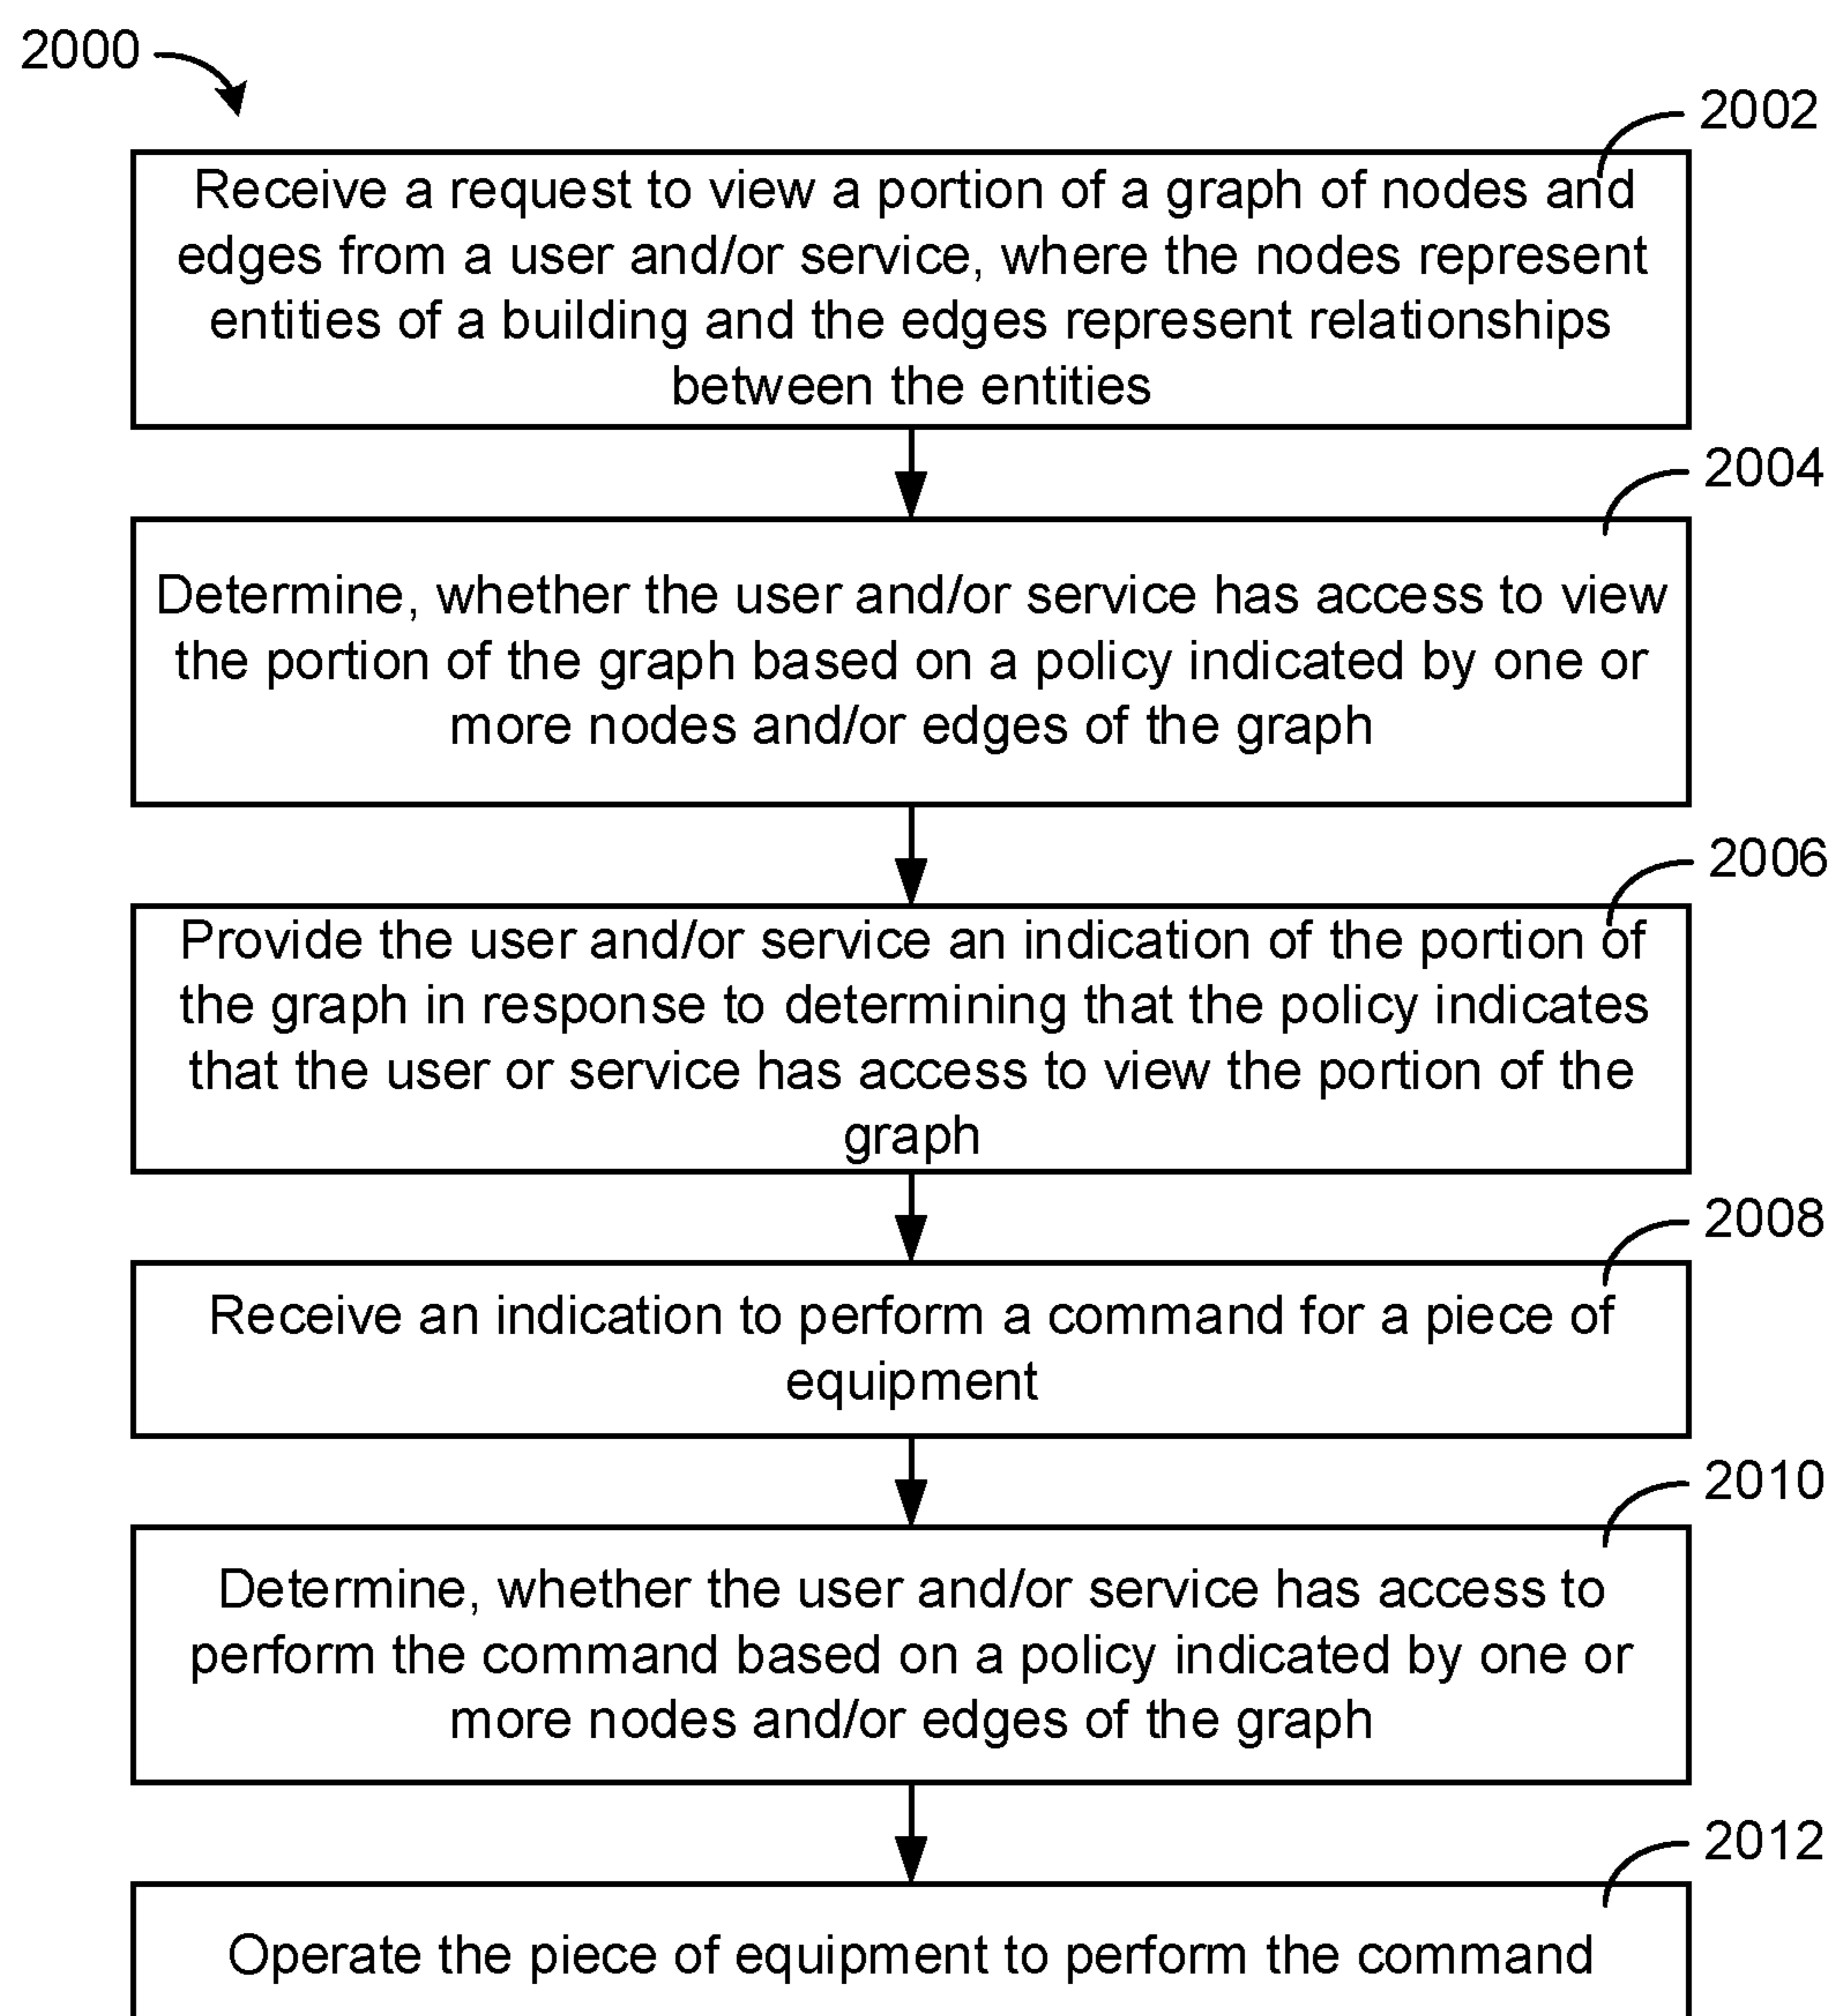 2000
2002
Receive a request to view a portion of a graph of nodes and
edges from a user and/or service, where the nodes represent
entities of a building and the edges represent relationships
between the entities
2004
Determine, whether the user and/or service has access to view
the portion of the graph based on a policy indicated by one or
more nodes and/or edges of the graph
2006
Provide the user and/or service an indication of the portion of
the graph in response to determining that the policy indicates
that the user or service has access to view the portion of the
graph
2008
Receive an indication to perform a command for a piece of
equipment
2010
Determine, whether the user and/or service has access to
perform the command based on a policy indicated by one or
more nodes and/or edges of the graph
2012
Operate the piece of equipment to perform the command